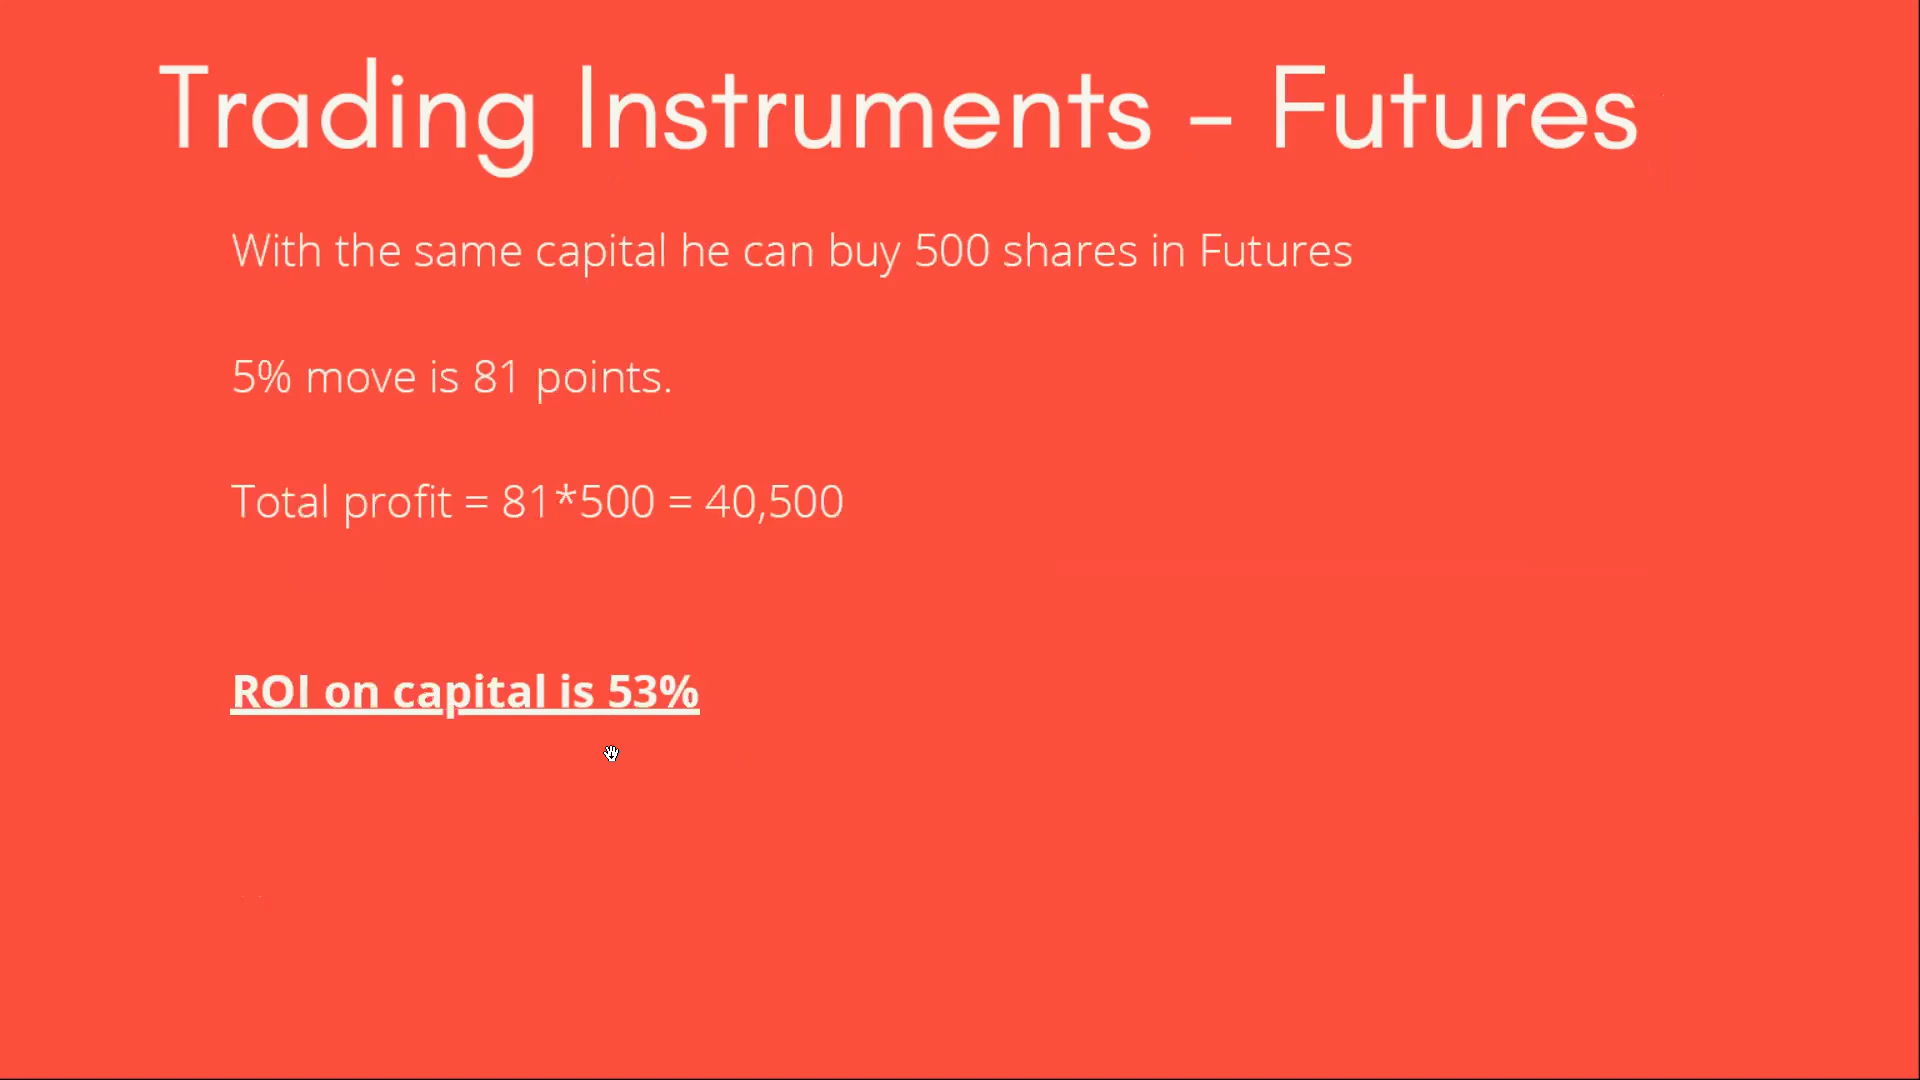 Trading Instruments - Futures
With the same capital he can buy 500 shares in Futures
5% move is 81 points.
Total profit = 81*500 = 40,500
ROI on capital is 53%